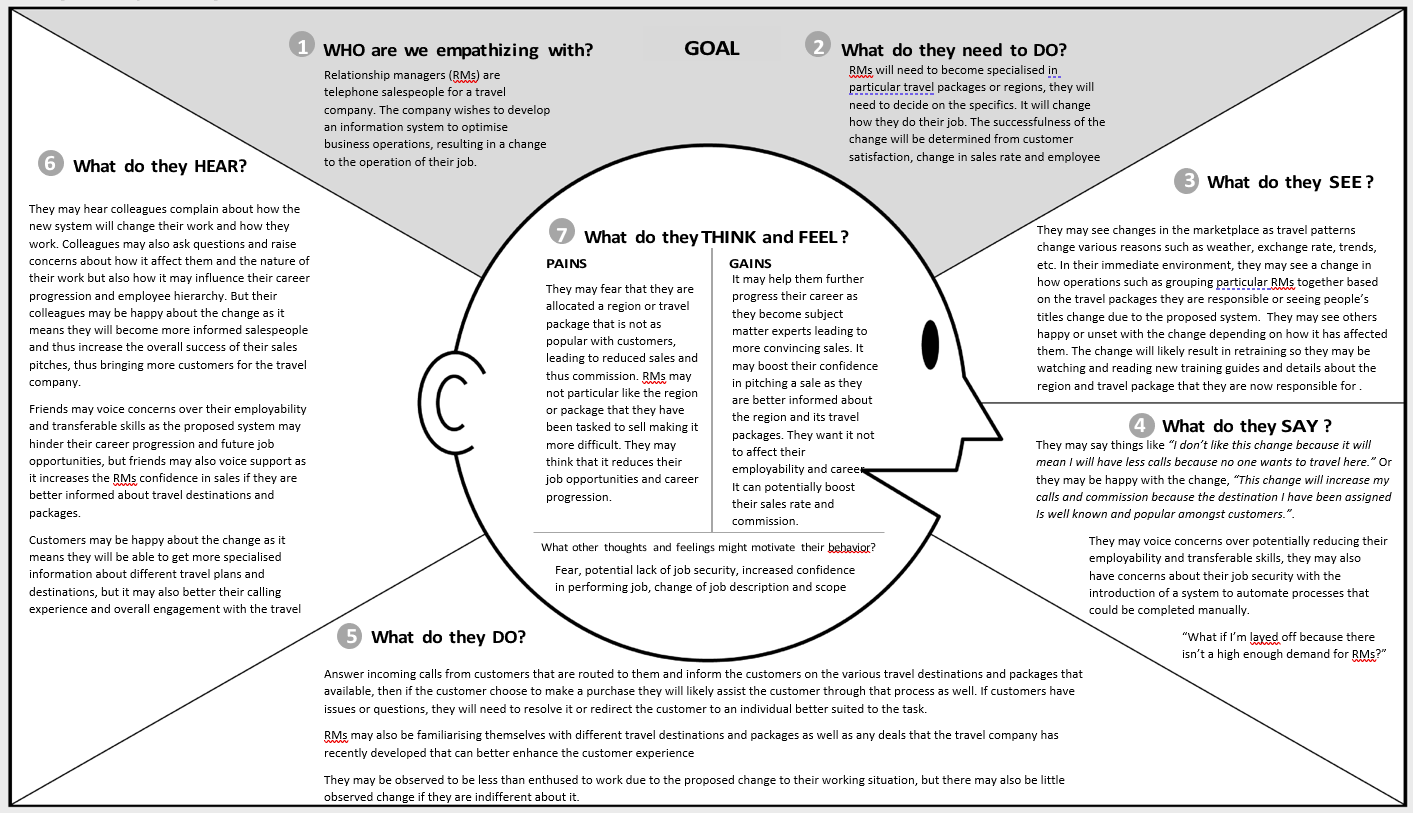 GOAL
1 WHO are we empathizing with?
Relationship managers (RMs) are
telephone salespeople for a travel
company. The company wishes to develop
an information system to optimise
business operations, resulting in a change
to the operation of their job.
2 What do they need to DO?
RMs will need to become specialised in
particular travel packages or regions, they will
need to decide on the specifics. It will change
how they do their job. The successfulness of the
change will be determined from customer
satisfaction, change in sales rate and employee
3 What do they SEE?
They may see changes in the marketplace as travel patterns
change various reasons such as weather, exchange rate, trends,
etc. In their immediate environment, they may see a change in
how operations such as grouping particular RMs together based
on the travel packages they are responsible or seeing people's
titles change due to the proposed system. They may see others
happy or unset with the change depending on how it has affected
them. The change will likely result in retraining so they may be
watching and reading new training guides and details about the
region and travel package that they are now responsible for .
4 What do they SAY ?
They may say things like “I don't like this change because it will
mean I will have less calls because no one wants to travel here.” Or
they may be happy with the change, “This change will increase my
calls and commission because the destination I have been assigned
Is well known and popular amongst customers.”.
They may voice concerns over potentially reducing their
employability and transferable skills, they may also
have concerns about their job security with the
introduction of a system to automate processes that
could be completed manually.
“What if I'm layed off because there
isn't a high enough demand for RMs?”
5 What do they DO?
Answer incoming calls from customers that are routed to them and inform the customers on the various travel destinations and packages that
available, then if the customer choose to make a purchase they will likely assist the customer through that process as well. If customers have
issues or questions, they will need to resolve it or redirect the customer to an individual better suited to the task.
RMs may also be familiarising themselves with different travel destinations and packages as well as any deals that the travel company has
recently developed that can better enhance the customer experience
They may be observed to be less than enthused to work due to the proposed change to their working situation, but there may also be little
observed change if they are indifferent about it.
6 What do they HEAR?
They may hear colleagues complain about how the
new system will change their work and how they
work. Colleagues may also ask questions and raise
concerns about how it affect them and the nature of
their work but also how it may influence their career
progression and employee hierarchy. But their
colleagues may be happy about the change as it
means they will become more informed salespeople
and thus increase the overall success of their sales
pitches, thus bringing more customers for the travel
company.
Friends may voice concerns over their employability
and transferable skills as the proposed system may
hinder their career progression and future job
opportunities, but friends may also voice support as
it increases the RMs confidence in sales if they are
better informed about travel destinations and
packages.
Customers may be happy about the change as it
means they will be able to get more specialised
information about different travel plans and
destinations, but it may also better their calling
experience and overall engagement with the travel
7 What do they THINK and FEEL?
PAINS
They may fear that they are
allocated a region or travel
package that is not as
popular with customers,
leading to reduced sales and
thus commission. RMs may
not particular like the region
or package that they have
been tasked to sell making it
more difficult. They may
think that it reduces their
job opportunities and career
progression.
GAINS
It may help them further
progress their career as
they become subject
matter experts leading to
more convincing sales. It
may boost their confidence
in pitching a sale as they
are better informed about
the region and its travel
packages. They want it not
to affect their
employability and career.
It can potentially boost
their sales rate and
commission.
What other thoughts and feelings might motivate their behavior?
Fear, potential lack of job security, increased confidence
in performing job, change of job description and scope